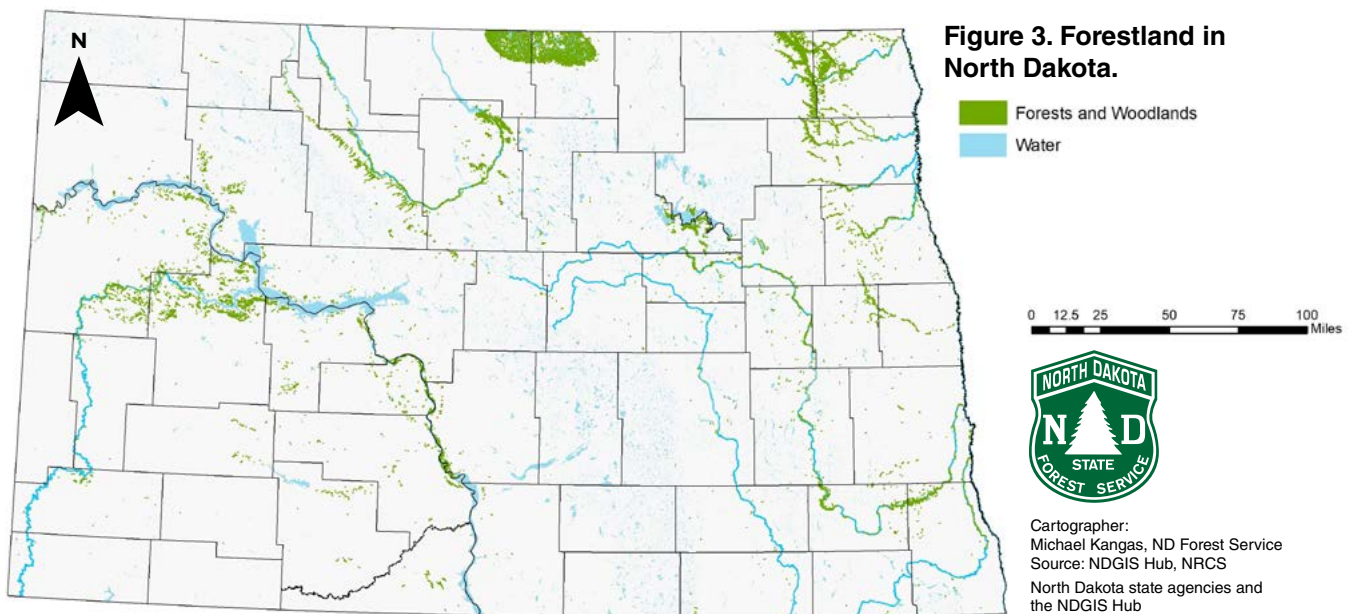 N
Figure 3. Forestland in
North Dakota.
Forests and Woodlands
Water
0 12.5 25 50 75 100
Miles
NORTH DAKOTA
N D
STATE
FOREST SERVICE
Cartographer:
Michael Kangas, ND Forest Service
Source: NDGIS Hub, NRCS
North Dakota state agencies and
the NDGIS Hub